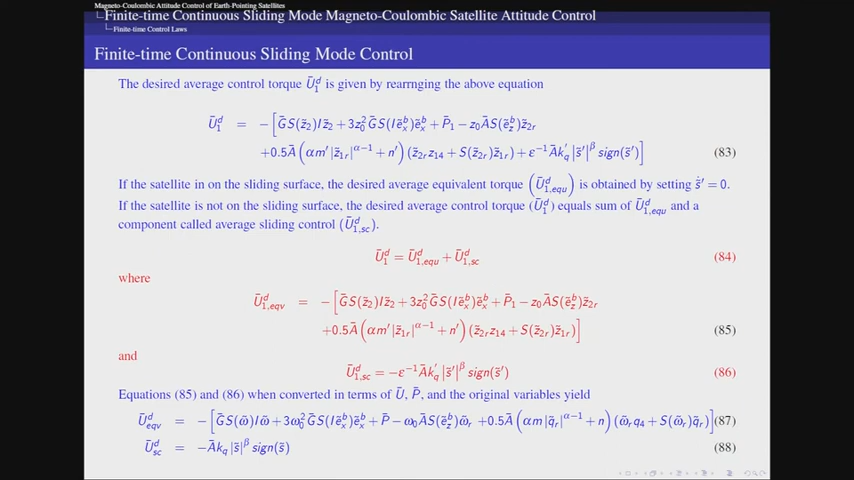 Magneto-Coulombic Attitude Control of Earth-Pointing Satellites
Finite-time Continuous Sliding Mode Magneto-Coulombic Satellite Attitude Control
Finite-time Control Laws
Finite-time Continuous Sliding Mode Control
The desired average control torque Ū₁ᵈ is given by rearrnging the above equation
Ū₁ᵈ = −[ḠS(z̄₂)Iz̄₂ + 3z₀²ḠS(Iēₓᵇ)ēₓᵇ + P̄₁ − z₀ĀS(ē_zᵇ)z̄₂ᵣ
+0.5Ā(αm′|z̄₁ᵣ|^{α−1} + n′)(z̄₂ᵣz₁₄ + S(z̄₂ᵣ)z̄₁ᵣ) + ε⁻¹Āk′_q|s̄′|^β sign(s̄′)] (83)
If the satellite in on the sliding surface, the desired average equivalent torque (Ū₁,equᵈ) is obtained by setting s̄̇′ = 0.
If the satellite is not on the sliding surface, the desired average control torque (Ū₁ᵈ) equals sum of Ū₁,equᵈ and a
component called average sliding control (Ū₁,scᵈ).
Ū₁ᵈ = Ū₁,equᵈ + Ū₁,scᵈ (84)
where
Ū₁,eqvᵈ = −[ḠS(z̄₂)Iz̄₂ + 3z₀²ḠS(Iēₓᵇ)ēₓᵇ + P̄₁ − z₀ĀS(ē_zᵇ)z̄₂ᵣ
+0.5Ā(αm′|z̄₁ᵣ|^{α−1} + n′)(z̄₂ᵣz₁₄ + S(z̄₂ᵣ)z̄₁ᵣ)] (85)
and
Ū₁,scᵈ = −ε⁻¹Āk′_q|s̄′|^β sign(s̄′) (86)
Equations (85) and (86) when converted in terms of Ū, P̄, and the original variables yield
Ū_eqvᵈ = −[ḠS(ω̄)Iω̄ + 3ω₀²ḠS(Iēₓᵇ)ēₓᵇ + P̄ − ω₀ĀS(ē_zᵇ)ω̄ᵣ +0.5Ā(αm|q̄ᵣ|^{α−1} + n)(ω̄ᵣq₄ + S(ω̄ᵣ)q̄ᵣ)](87)
Ū_scᵈ = −Āk_q|s̄|^β sign(s̄) (88)